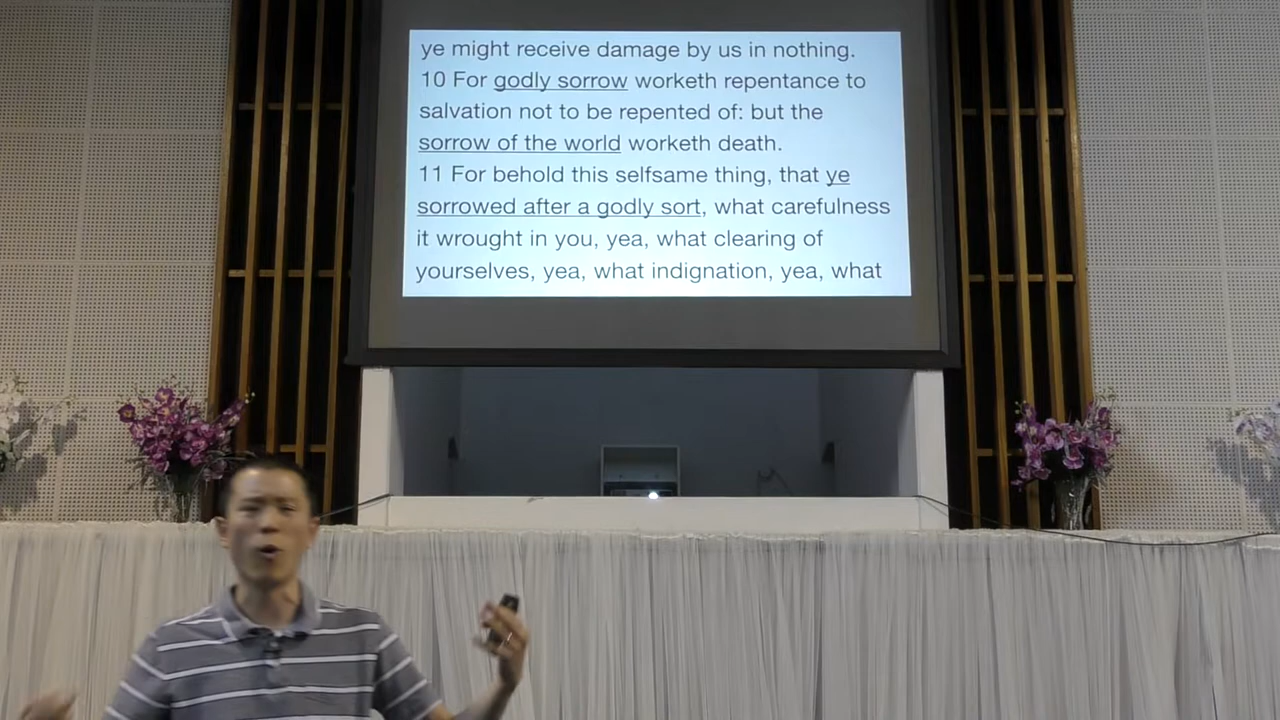 ye might receive damage by us in nothing.
10 For godly sorrow worketh repentance to
salvation not to be repented of: but the
sorrow of the world worketh death.
11 For behold this selfsame thing, that ye
sorrowed after a godly sort, what carefulness
it wrought in you, yea, what clearing of
yourselves, yea, what indignation, yea, what